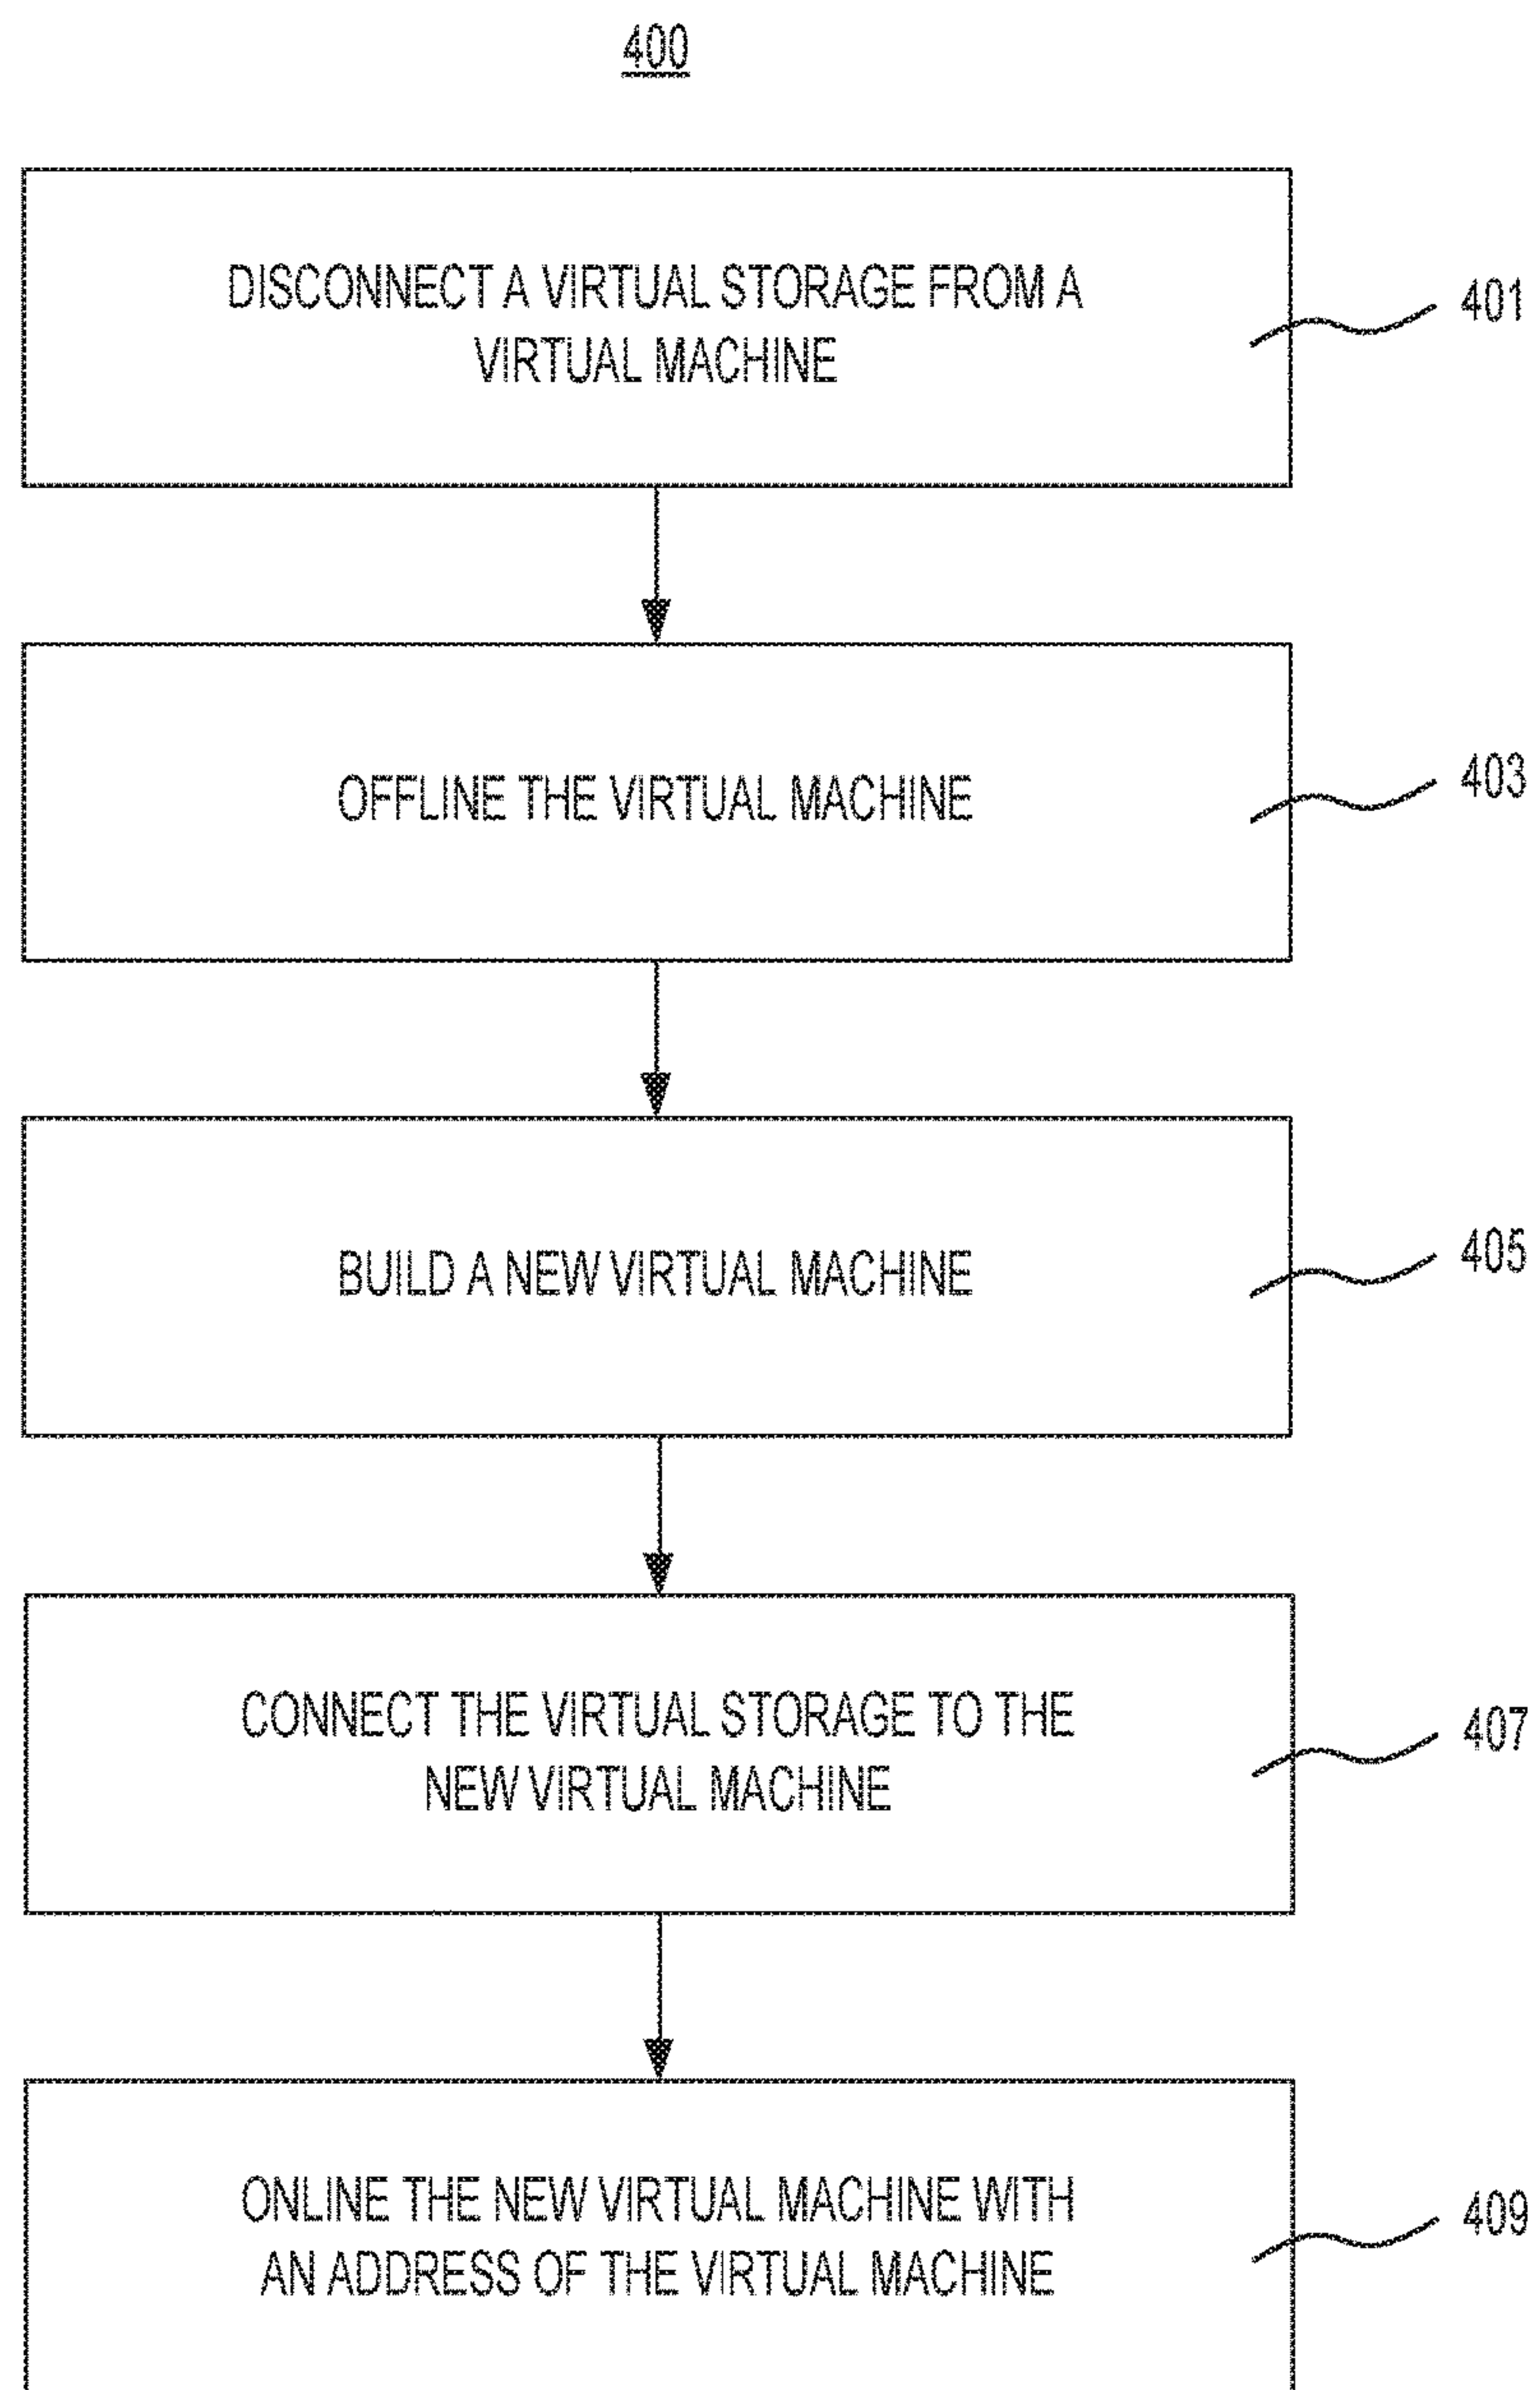 400
DISCONNECT A VIRTUAL STORAGE FROM A
VIRTUAL MACHINE
401
OFFLINE THE VIRTUAL MACHINE
403
BUILD A NEW VIRTUAL MACHINE
405
CONNECT THE VIRTUAL STORAGE TO THE
NEW VIRTUAL MACHINE
407
ONLINE THE NEW VIRTUAL MACHINE WITH
AN ADDRESS OF THE VIRTUAL MACHINE
409